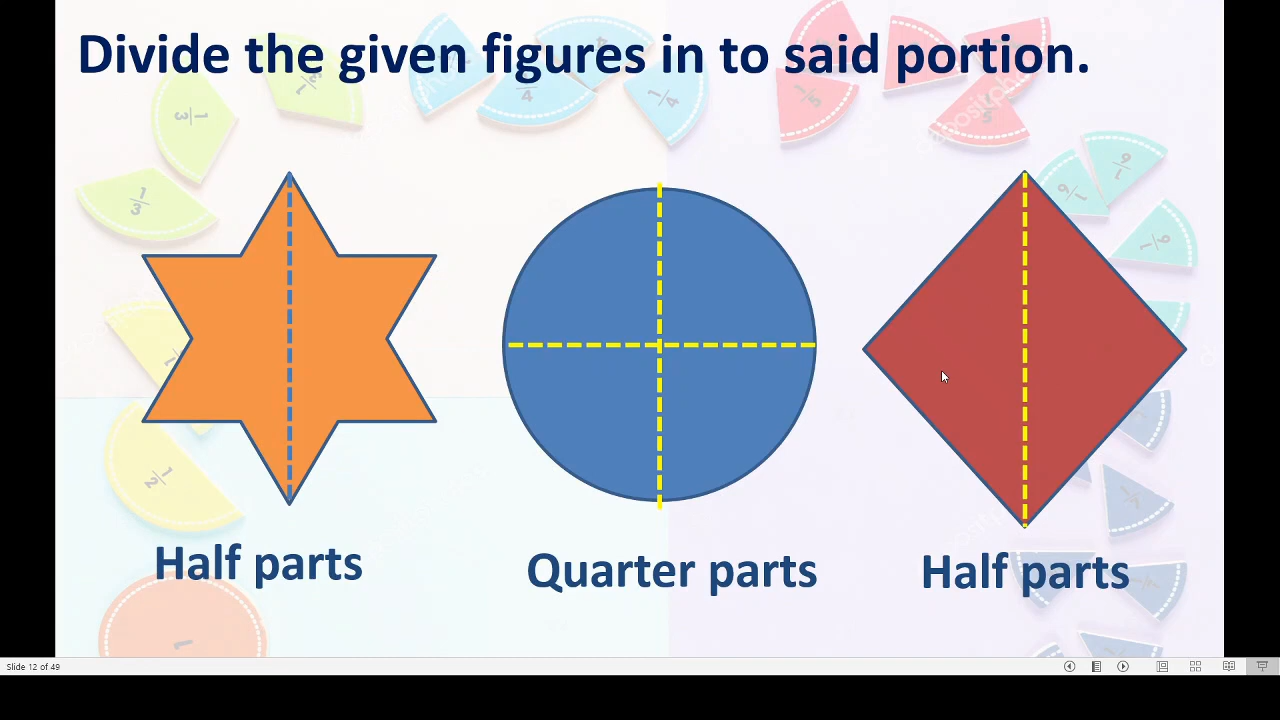 Divide the given figures in to said portion.
Half parts
Quarter parts
Half parts
Slide 12 of 49